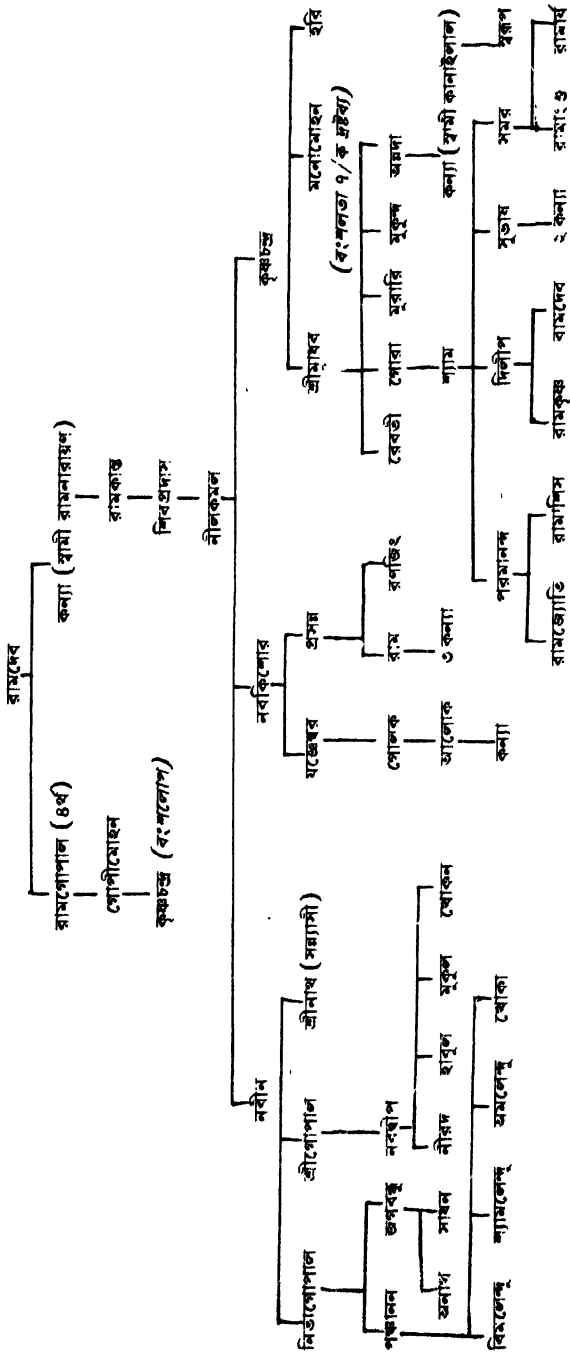 রামদেব
রামগোপাল (৪র্থ) কন্যা (স্বামী রামনারায়ণ)
গোপীমোহন রামকান্ত
কৃষ্ণচন্দ্র (বংশলোপ) শিবপ্রসাদ
নীলকমল
নবীন নবকিশোর কৃষ্ণচন্দ্র
নিত্যগোপাল শ্রীগোপাল শ্রীনাথ (সন্ন্যাসী) যজ্ঞেশ্বর প্রসন্ন শ্রীমাধব মনোমোহন হরি
(বংশলতা ৭/ক দ্রষ্টব্য)
পঞ্চানন জগবন্ধু নবদ্বীপ গোলক রাম রণজিৎ রেবতী গোরা মুরারি মুকুন্দ অন্নদা
অনাথ সাধন নীরদ হাবুল মুকুল খোকন আলোক ৩ কন্যা শ্যাম কন্যা (স্বামী কানাইলাল)
বিমলেন্দু শ্যামলেন্দু অমলেন্দু খোকা কন্যা পরমানন্দ দিলীপ সুভাষ সমর স্বরূপ
রামজ্যোতি রামাশিস রামকৃষ্ণ বামদেব ২ কন্যা রামাংশু রামার্য